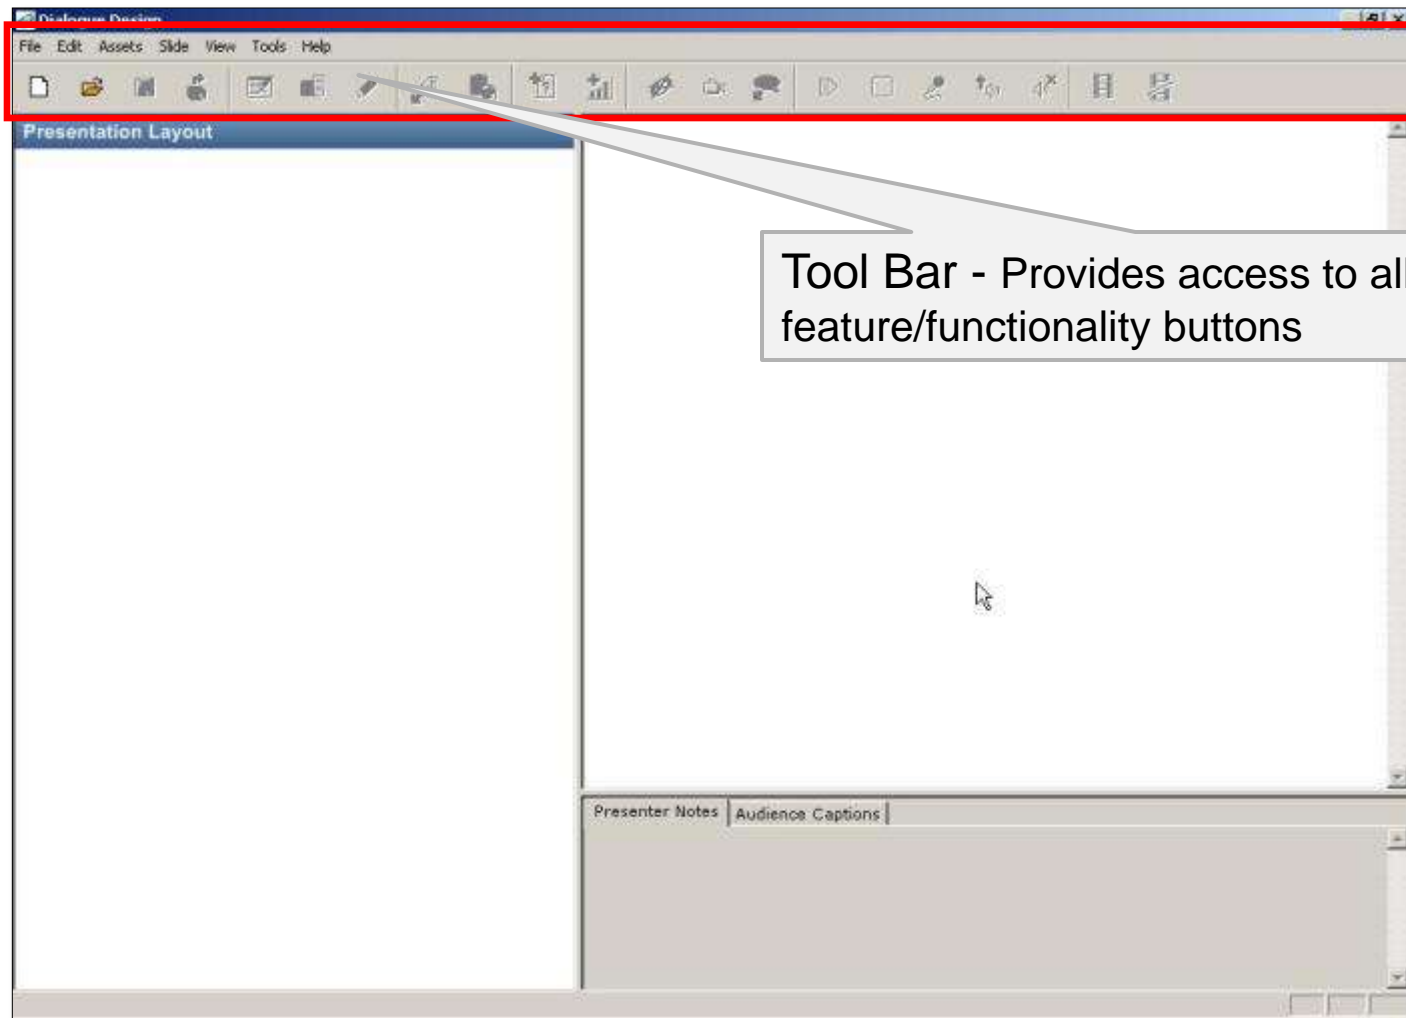 Dialogue Design
File Edit Assets Slide View Tools Help
Presentation Layout
Tool Bar - Provides access to all
feature/functionality buttons
Presenter Notes Audience Captions